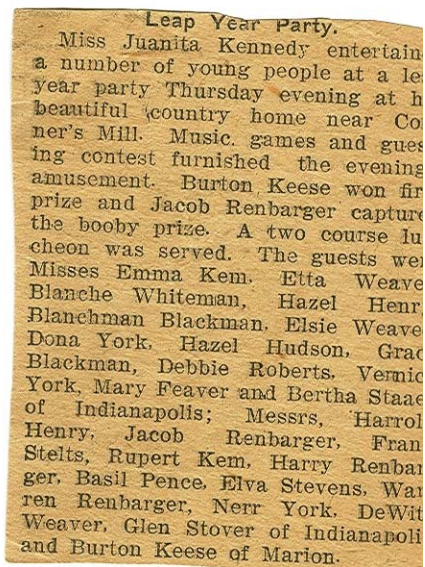 Leap Year Party.
Miss Juanita Kennedy entertain
a number of young people at a le
year party Thursday evening at h
beautiful country home near Co
ner's Mill. Music. games and gues
ing contest furnished the evening
amusement. Burton Keese won fir
prize and Jacob Renbarger capture
the booby prize. A two course lu
cheon was served. The guests wer
Misses Emma Kem. Etta Weave
Blanche Whiteman, Hazel Henr
Blanchman Blackman, Elsie Weave
Dona York, Hazel Hudson, Grac
Blackman, Debbie Roberts, Vernic
York, Mary Feaver and Bertha Staae
of Indianapolis; Messrs, Harrol
Henry, Jacob Renbarger, Fran
Stelts, Rupert Kem, Harry Renbar
ger, Basil Pence, Elva Stevens, War
ren Renbarger, Nerr York, DeWit
Weaver, Glen Stover of Indianapoli
and Burton Keese of Marion.